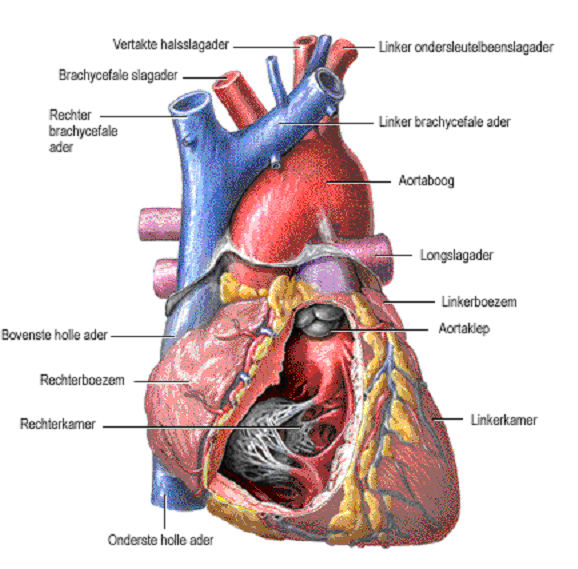 Vertakte halsslagader
Linker ondersleutelbeenslagader
Brachycefale slagader
Rechter
brachycefale
ader
Linker brachycefale ader
Aortaboog
Longslagader
Linkerboezem
Aortaklep
Bovenste holle ader
Rechterboezem
Rechterkamer
Linkerkamer
Onderste holle ader